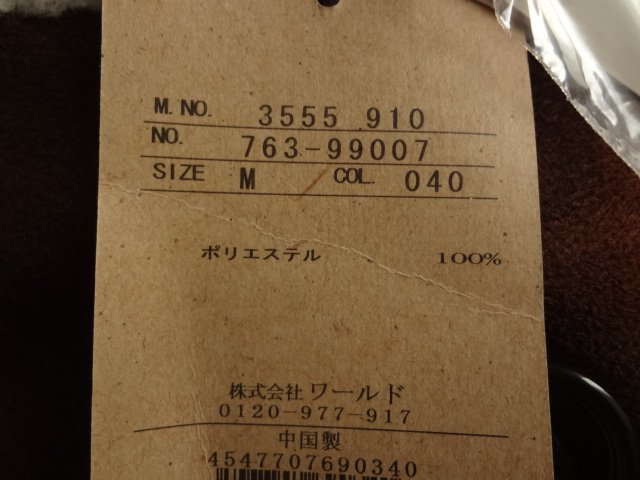 M.NO. 3555 910
NO. 763-99007
SIZE M COL. 040
ポリエステル 100%
株式会社 ワールド
0120-977-917
中国製
4547707690340